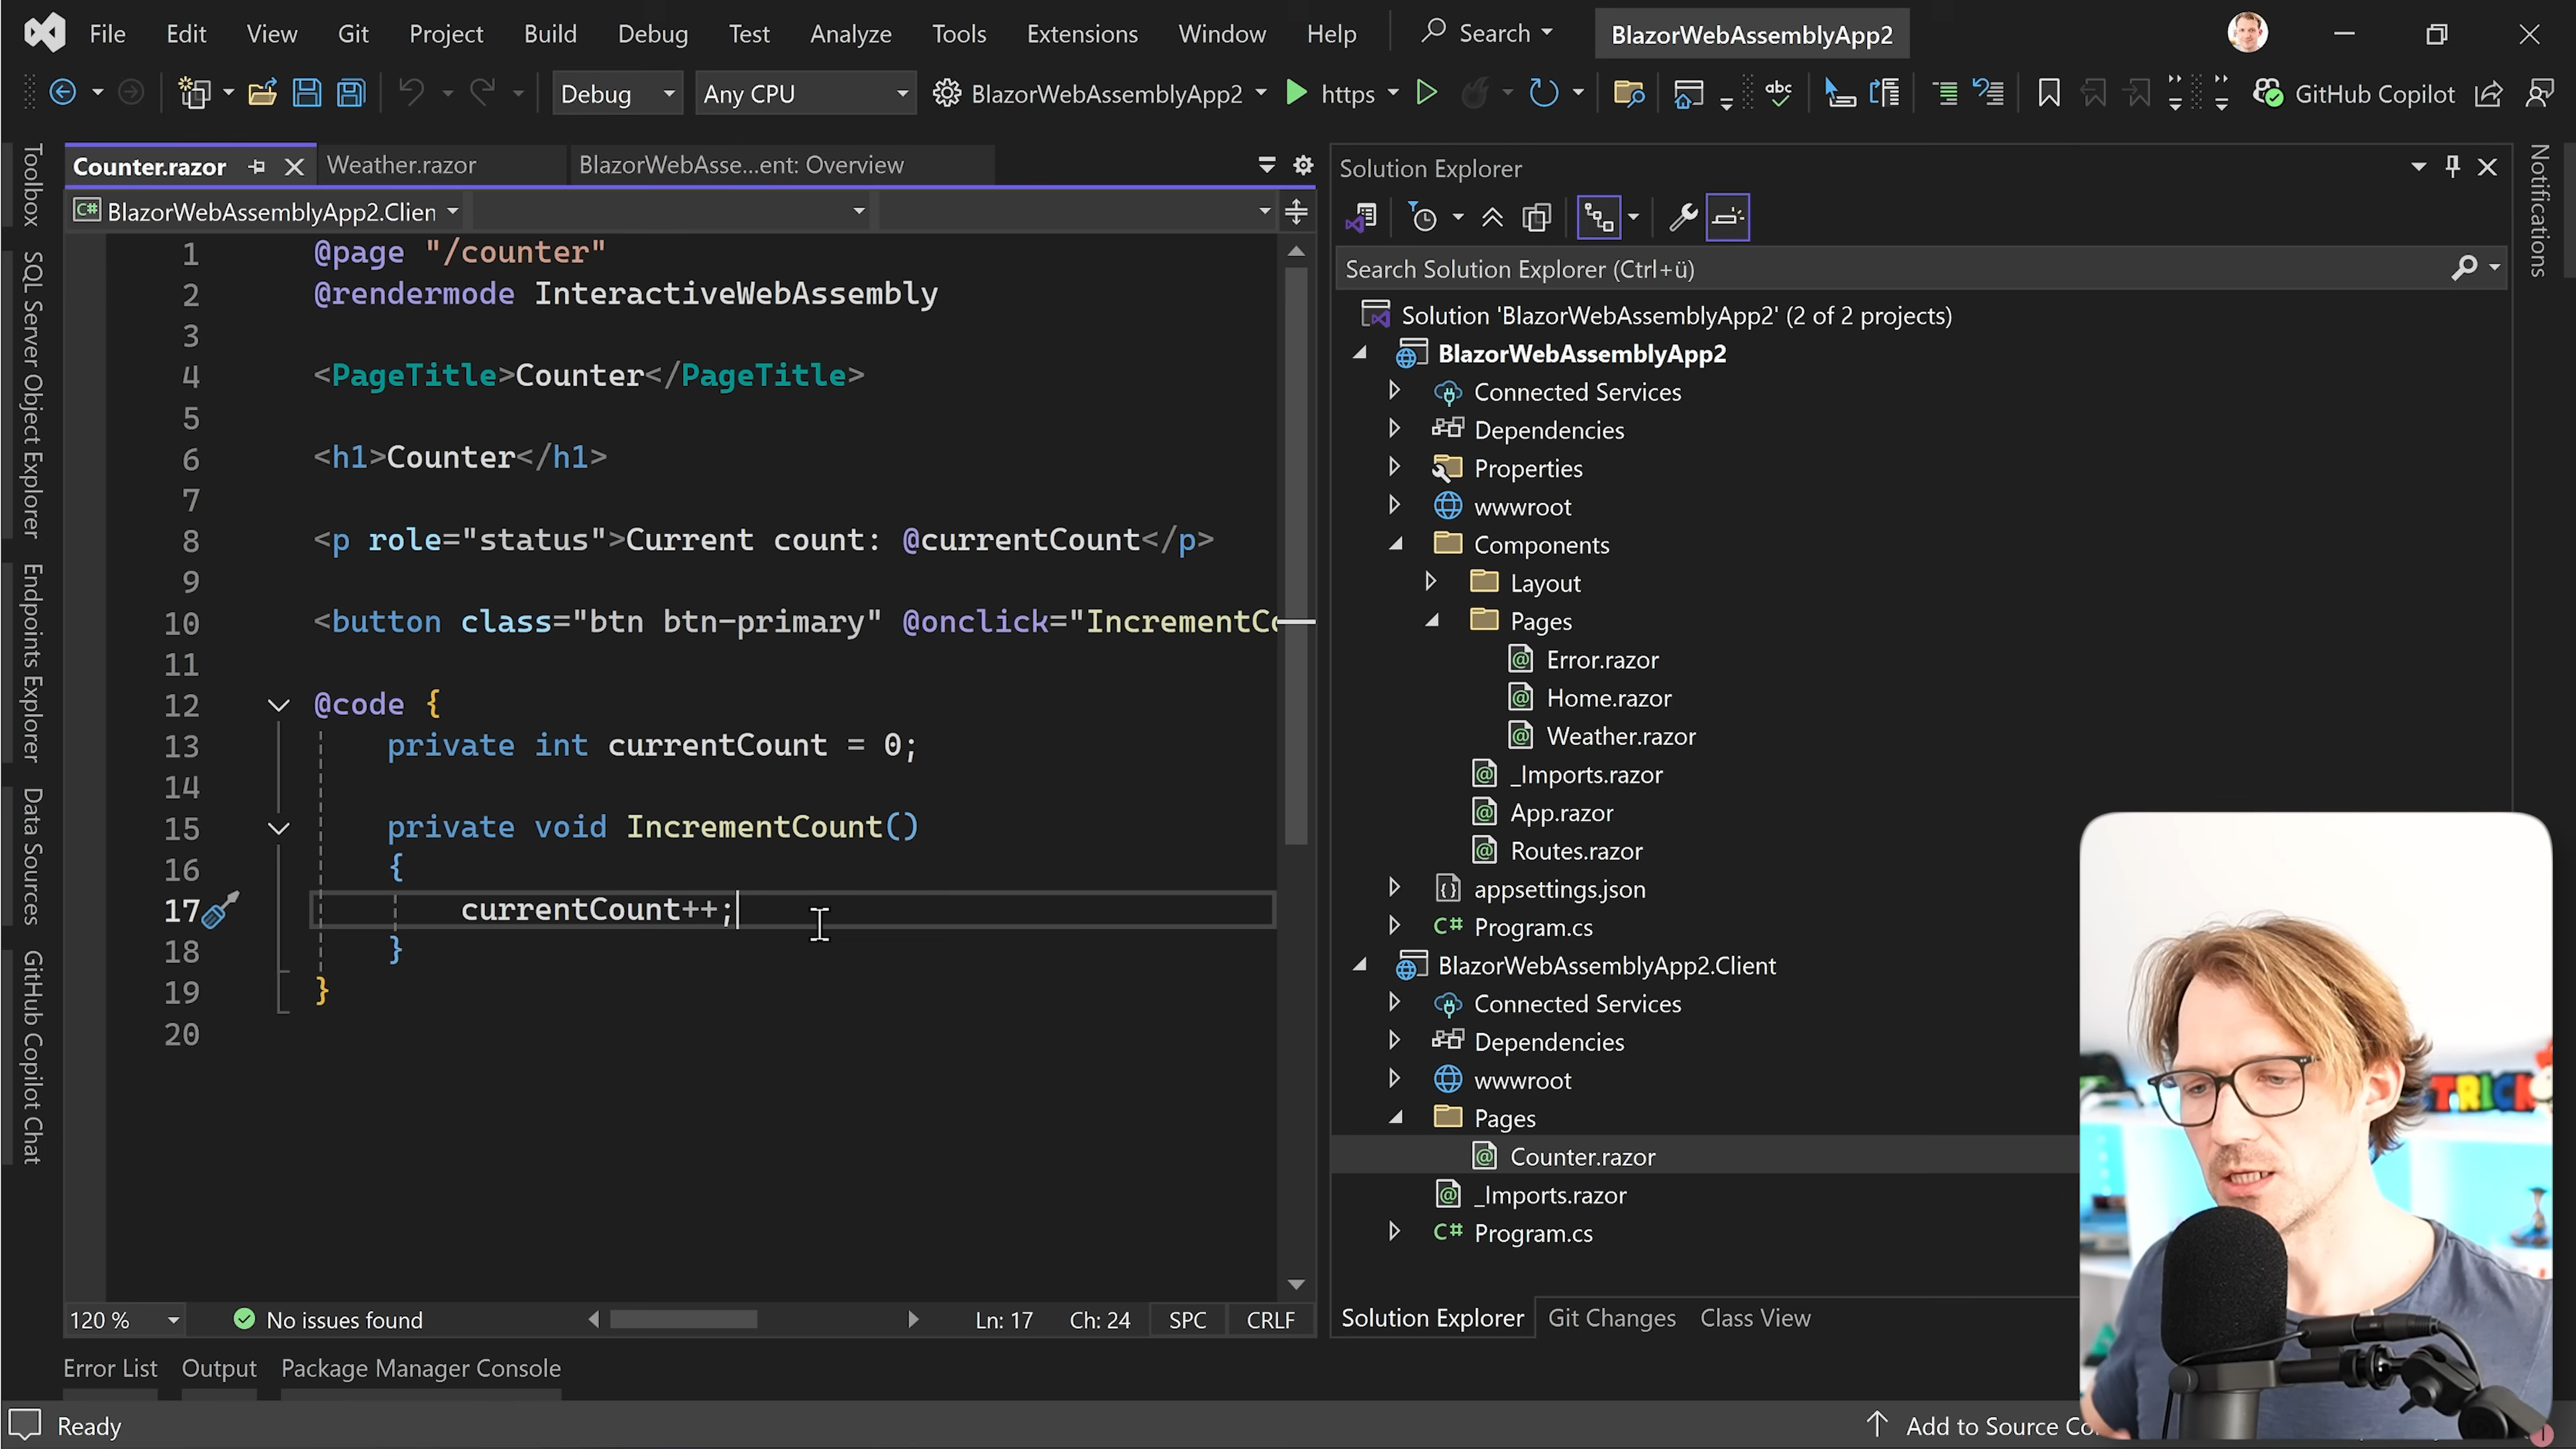 File Edit View Git Project Build Debug Test Analyze Tools Extensions Window Help Search BlazorWebAssemblyApp2
Debug Any CPU BlazorWebAssemblyApp2 https abc GitHub Copilot
Toolbox
SQL Server Object Explorer
Endpoints Explorer
Data Sources
GitHub Copilot Chat
Counter.razor Weather.razor BlazorWebAsse...ent: Overview
C# BlazorWebAssemblyApp2.Clien
1 @page "/counter"
2 @rendermode InteractiveWebAssembly
3
4 <PageTitle>Counter</PageTitle>
5
6 <h1>Counter</h1>
7
8 <p role="status">Current count: @currentCount</p>
9
10 <button class="btn btn-primary" @onclick="IncrementCo
11
12 @code {
13 private int currentCount = 0;
14
15 private void IncrementCount()
16 {
17 currentCount++;
18 }
19 }
20
120 % No issues found Ln: 17 Ch: 24 SPC CRLF
Solution Explorer
Search Solution Explorer (Ctrl+ü)
Solution 'BlazorWebAssemblyApp2' (2 of 2 projects)
BlazorWebAssemblyApp2
Connected Services
Dependencies
Properties
wwwroot
Components
Layout
Pages
@ Error.razor
@ Home.razor
@ Weather.razor
@ _Imports.razor
@ App.razor
@ Routes.razor
appsettings.json
C# Program.cs
BlazorWebAssemblyApp2.Client
Connected Services
Dependencies
wwwroot
Pages
@ Counter.razor
@ _Imports.razor
C# Program.cs
Solution Explorer Git Changes Class View
Notifications
TRICK
Error List Output Package Manager Console
Ready Add to Source Co